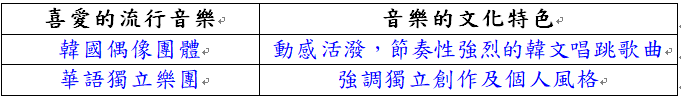 喜愛的流行音樂 音樂的文化特色
韓國偶像團體 動感活潑，節奏性強烈的韓文唱跳歌曲
華語獨立樂團 強調獨立創作及個人風格